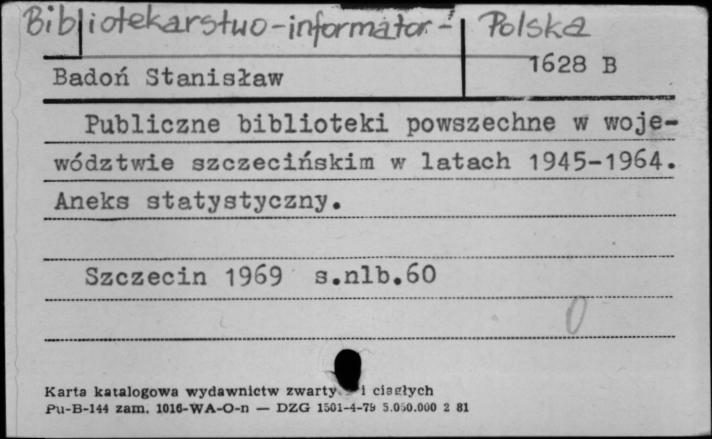 Bibliotekarstwo-informator - Polska
Badoń Stanisław 1628 B
Publiczne biblioteki powszechne w woje-
wództwie szczecińskim w latach 1945-1964.
Aneks statystyczny.
Szczecin 1969 s.nlb.60
0
Karta katalogowa wydawnictw zwarty i ciągłych
Pu-B-144 zam. 1016-WA-O-n — DZG 1501-4-79 5.050.000 2 81